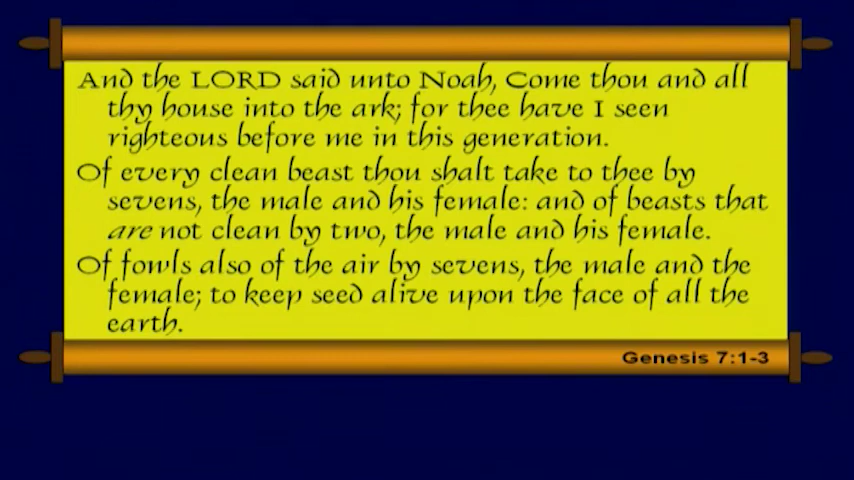 And the LORD said unto Noah, Come thou and all
thy house into the ark; for thee have I seen
righteous before me in this generation.
Of every clean beast thou shalt take to thee by
sevens, the male and his female: and of beasts that
are not clean by two, the male and his female.
Of fowls also of the air by sevens, the male and the
female; to keep seed alive upon the face of all the
earth.
Genesis 7:1-3